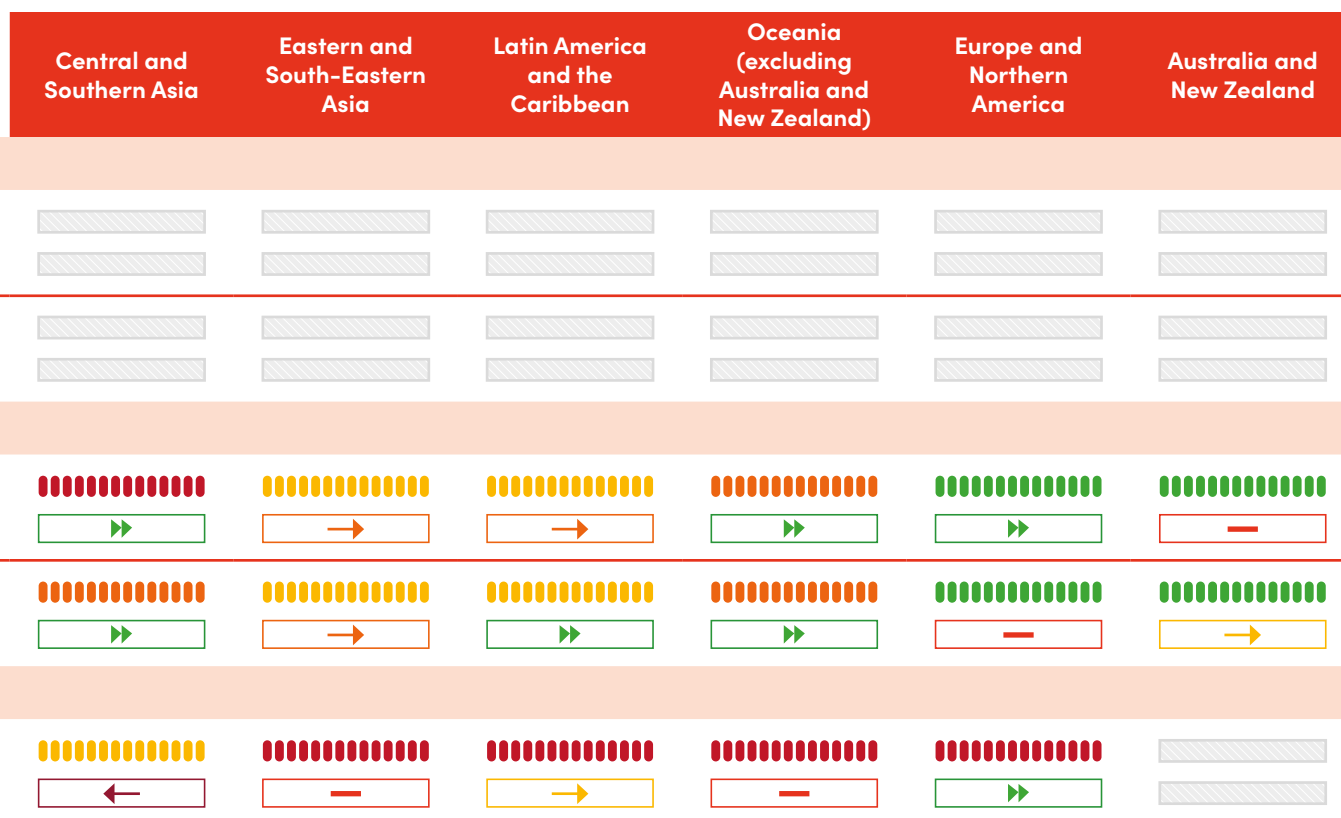 Central and
Southern Asia
Eastern and
South-Eastern
Asia
Latin America
and the
Caribbean
Oceania
(excluding
Australia and
New Zealand)
Europe and
Northern
America
Australia and
New Zealand